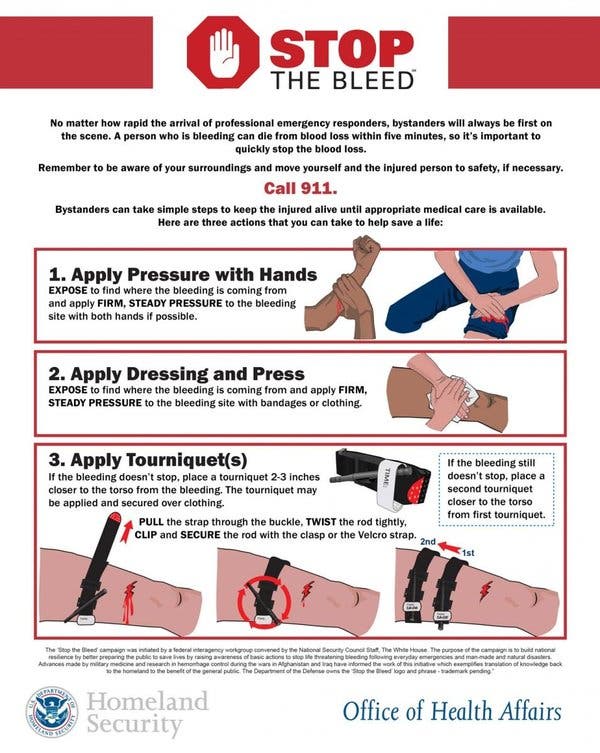 STOP
THE BLEED™
No matter how rapid the arrival of professional emergency responders, bystanders will always be first on
the scene. A person who is bleeding can die from blood loss within five minutes, so it's important to
quickly stop the blood loss.
Remember to be aware of your surroundings and move yourself and the injured person to safety, if necessary.
Call 911.
Bystanders can take simple steps to keep the injured alive until appropriate medical care is available.
Here are three actions that you can take to help save a life:
1. Apply Pressure with Hands
EXPOSE to find where the bleeding is coming from
and apply FIRM, STEADY PRESSURE to the bleeding
site with both hands if possible.
2. Apply Dressing and Press
EXPOSE to find where the bleeding is coming from and apply FIRM,
STEADY PRESSURE to the bleeding site with bandages or clothing.
3. Apply Tourniquet(s)
If the bleeding doesn't stop, place a tourniquet 2-3 inches
closer to the torso from the bleeding. The tourniquet may
be applied and secured over clothing.
PULL the strap through the buckle, TWIST the rod tightly,
CLIP and SECURE the rod with the clasp or the Velcro strap.
TIME:
If the bleeding still
doesn't stop, place a
second tourniquet
closer to the torso
from first tourniquet.
2nd
1st
The 'Stop the Bleed' campaign was initiated by a federal interagency workgroup convened by the National Security Council Staff, The White House. The purpose of the campaign is to build national
resilience by better preparing the public to save lives by raising awareness of basic actions to stop life threatening bleeding following everyday emergencies and man-made and natural disasters.
Advances made by military medicine and research in hemorrhage control during the wars in Afghanistan and Iraq have informed the work of this initiative which exemplifies translation of knowledge back
to the homeland to the benefit of the general public. The Department of Defense owns the 'Stop the Bleed' logo and phrase - trademark pending.
Homeland
Security
Office of Health Affairs